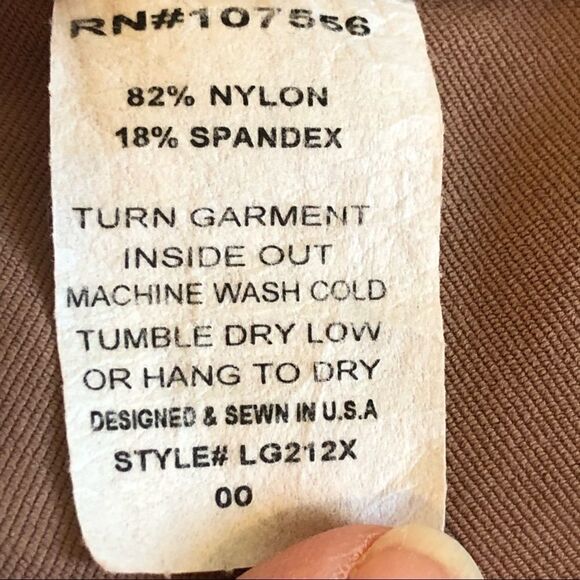 RN#107556
82% NYLON
18% SPANDEX
TURN GARMENT
INSIDE OUT
MACHINE WASH COLD
TUMBLE DRY LOW
OR HANG TO DRY
DESIGNED & SEWN IN U.S.A
STYLE# LG212X
00